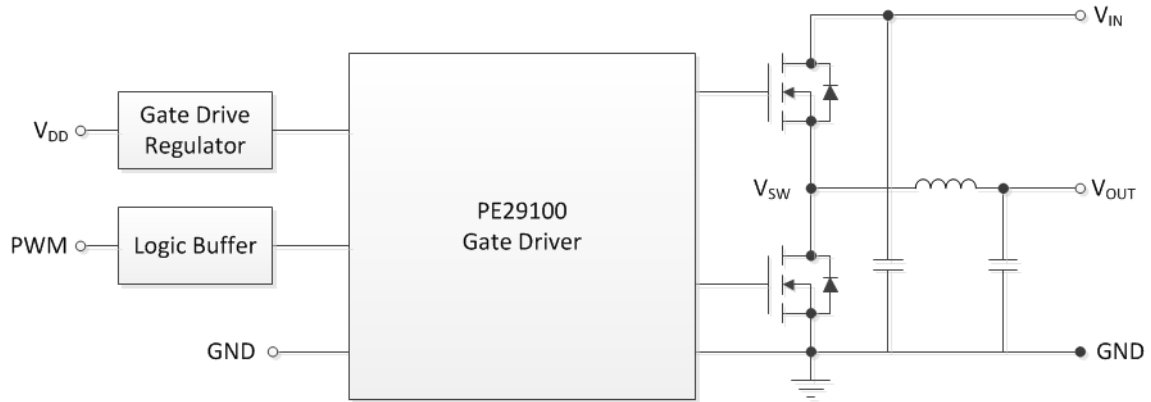 V_IN
Gate Drive
Regulator
V_DD
V_SW
V_OUT
PE29100
Gate Driver
PWM
Logic Buffer
GND
GND